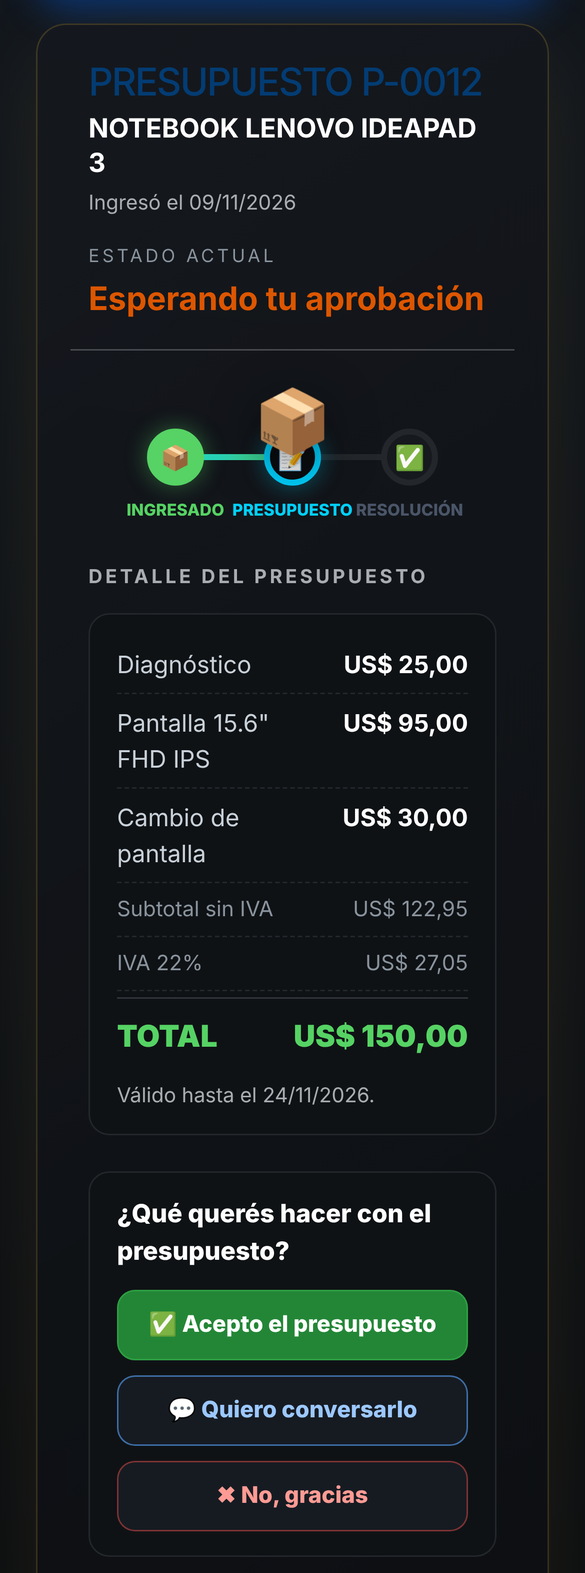 PRESUPUESTO P-0012
NOTEBOOK LENOVO IDEAPAD
3
Ingresó el 09/11/2026
ESTADO ACTUAL
Esperando tu aprobación
INGRESADO PRESUPUESTO RESOLUCIÓN
DETALLE DEL PRESUPUESTO
Diagnóstico US$ 25,00
Pantalla 15.6" US$ 95,00
FHD IPS
Cambio de US$ 30,00
pantalla
Subtotal sin IVA US$ 122,95
IVA 22% US$ 27,05
TOTAL US$ 150,00
Válido hasta el 24/11/2026.
¿Qué querés hacer con el
presupuesto?
✅ Acepto el presupuesto
💬 Quiero conversarlo
✖ No, gracias